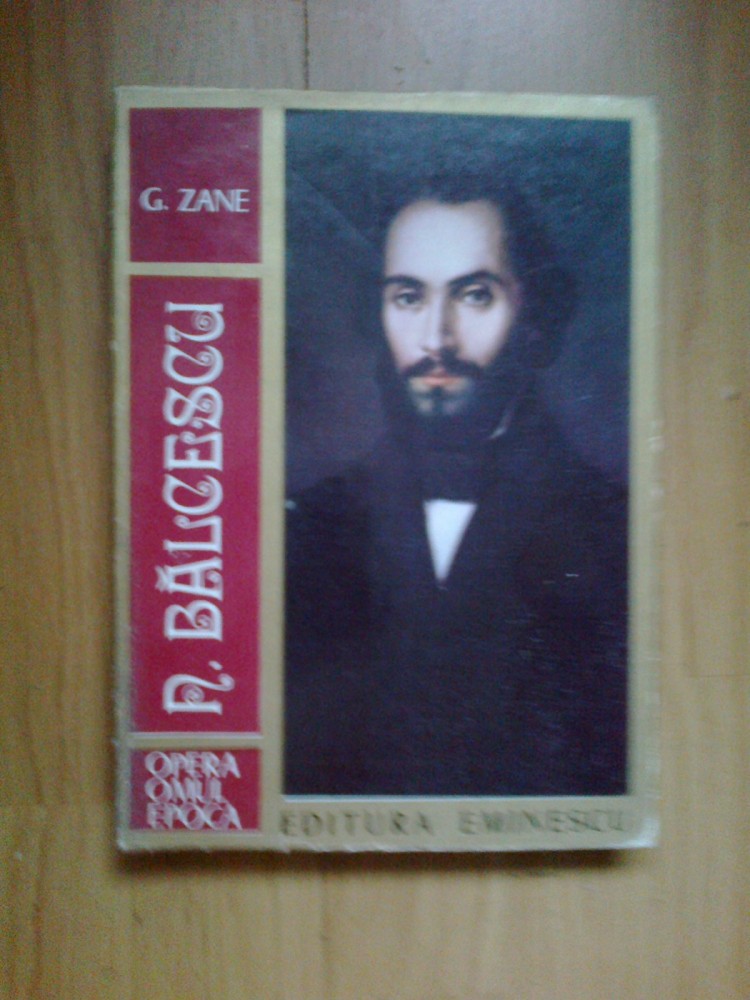 G. ZANE
N. BĂLCESCU
OPERA
OMUL
EPOCA
EDITURA EMINESCU